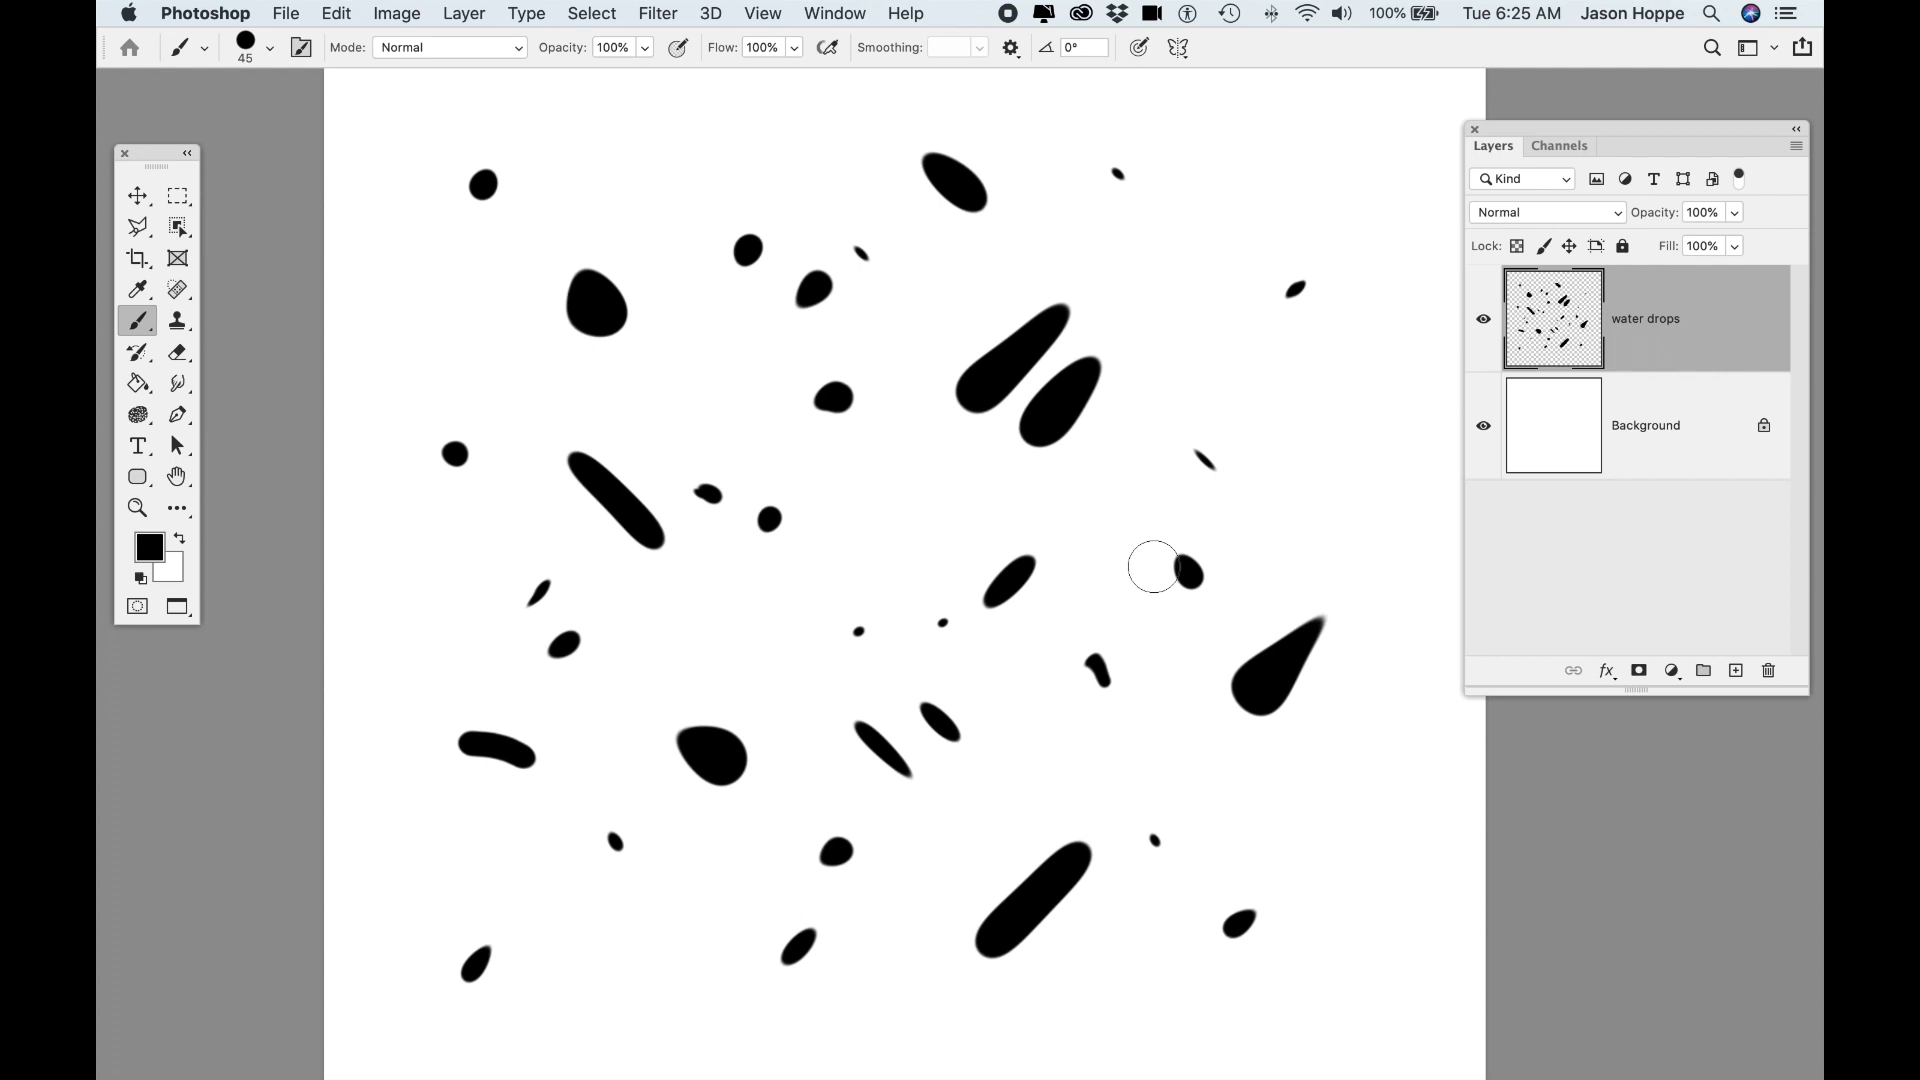 Photoshop File Edit Image Layer Type Select Filter 3D View Window Help 100% Tue 6:25 AM Jason Hoppe
45 Mode: Normal Opacity: 100% Flow: 100% Smoothing: 0°
Layers Channels
Kind
Normal Opacity: 100%
Lock: Fill: 100%
water drops
Background